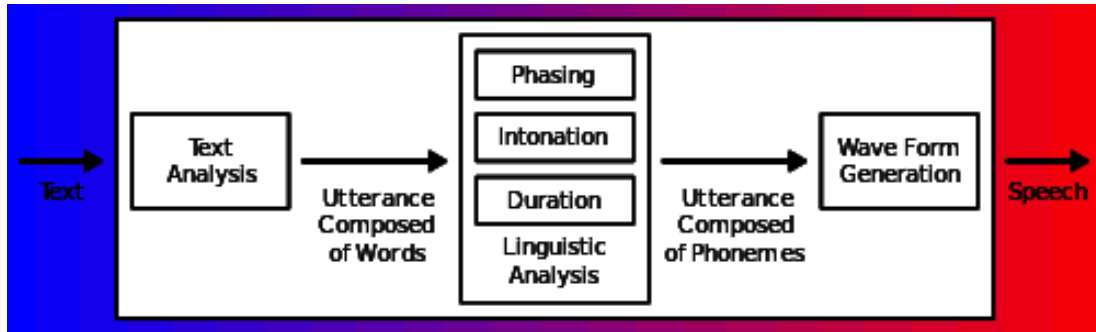 Text
Text
Analysis
Utterance
Composed
of Words
Phasing
Intonation
Duration
Linguistic
Analysis
Utterance
Composed
of Phonemes
Wave Form
Generation
Speech